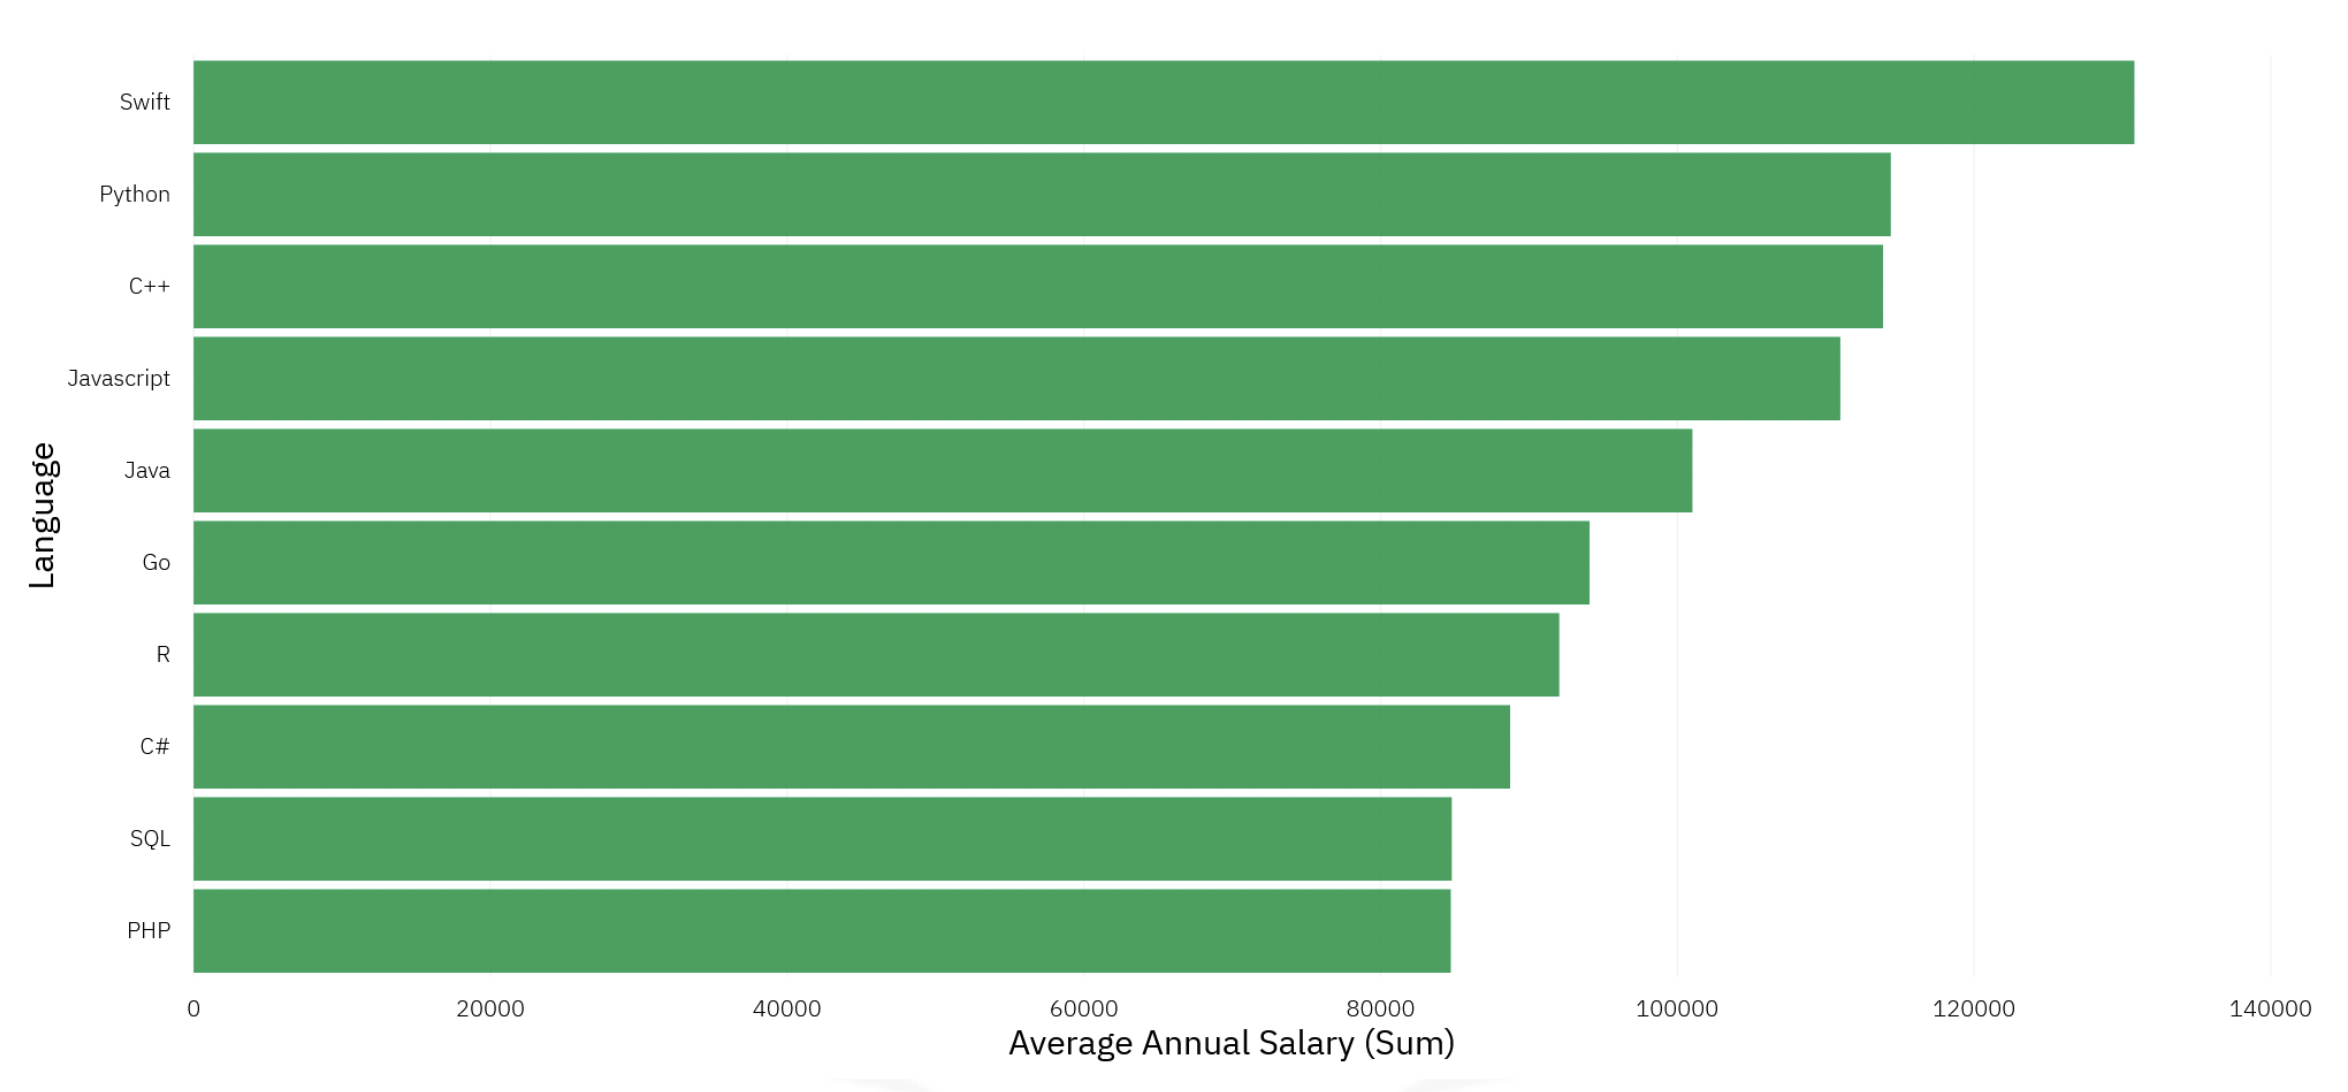 Swift
Python
C++
Javascript
Java
Go
R
C#
SQL
PHP
Language
0 20000 40000 60000 80000 100000 120000 140000
Average Annual Salary (Sum)